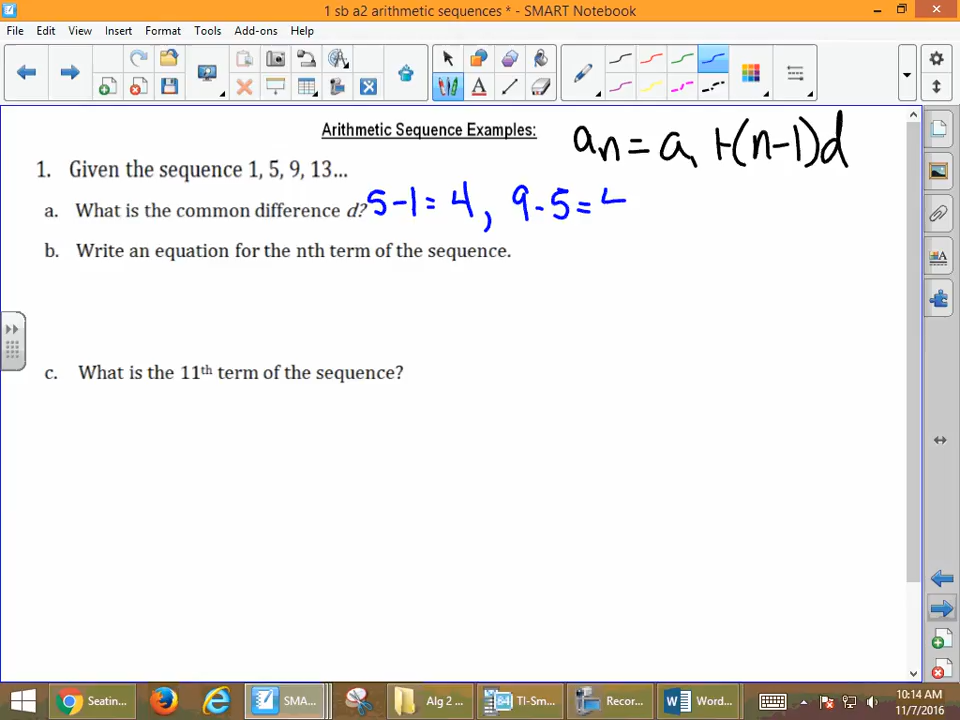 1 sb a2 arithmetic sequences * - SMART Notebook
File Edit View Insert Format Tools Add-ons Help
Arithmetic Sequence Examples:
aₙ = a₁ + (n-1)d
1. Given the sequence 1, 5, 9, 13…
a. What is the common difference d? 5-1=4, 9-5=
b. Write an equation for the nth term of the sequence.
c. What is the 11th term of the sequence?
Seatin... SMA... Alg 2 ... TI-Sm... Recor... Word...
10:14 AM
11/7/2016